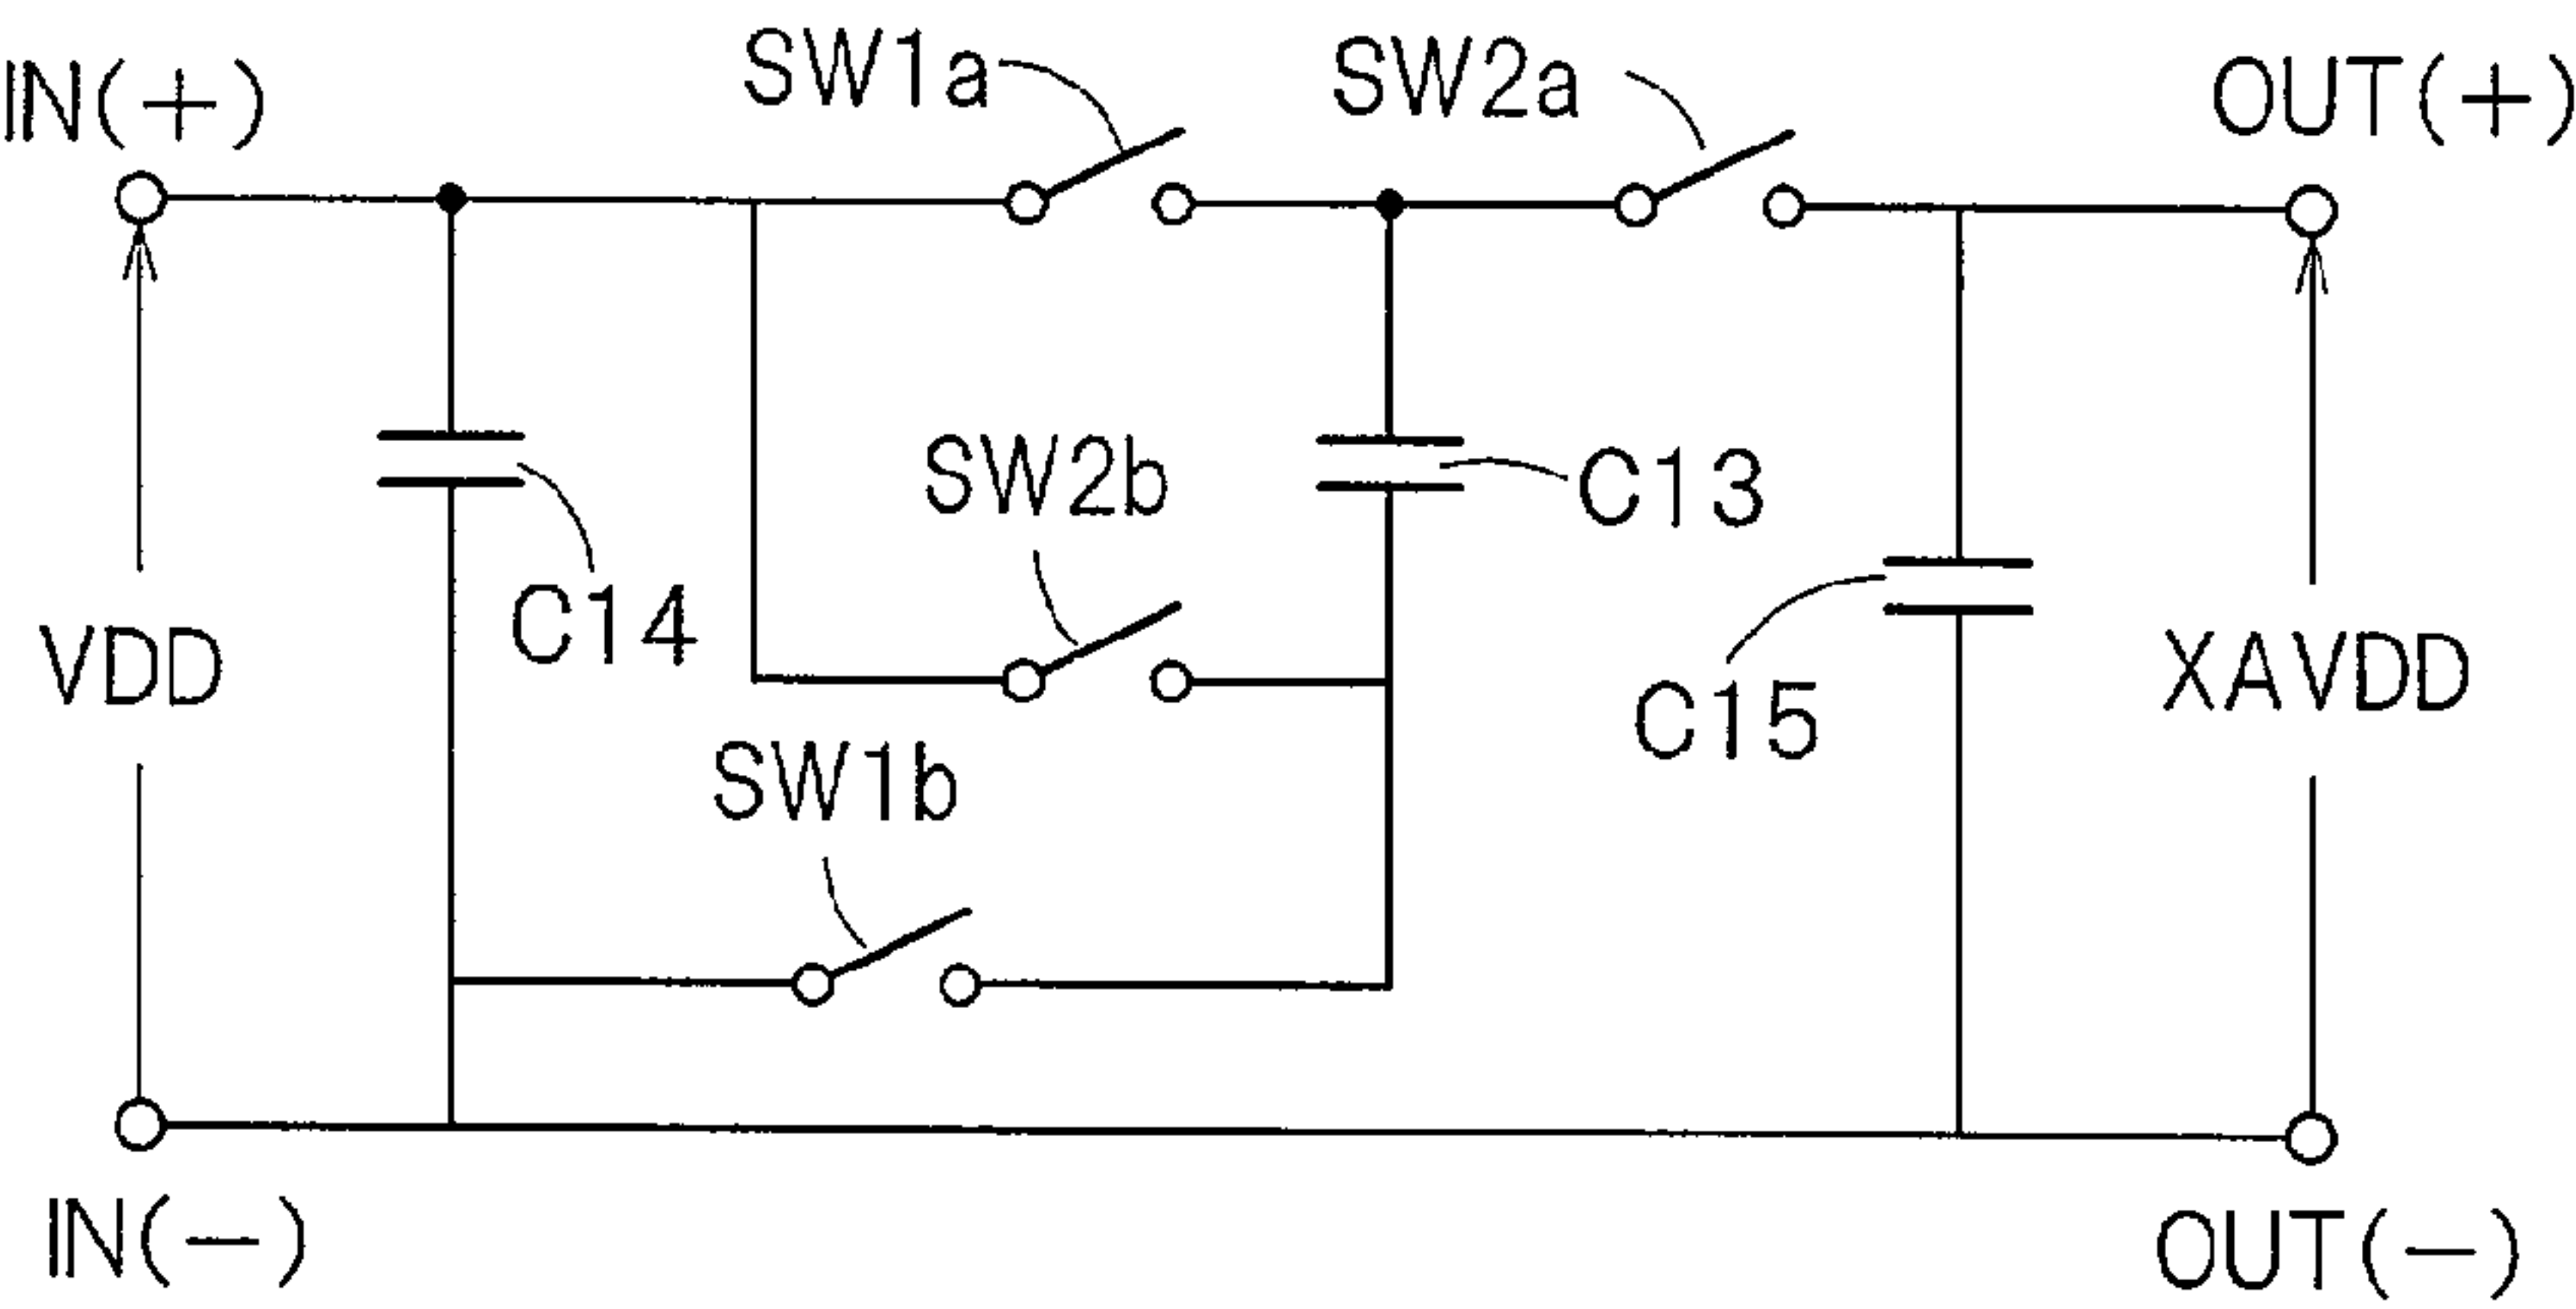 IN(+)
SW1a
SW2a
OUT(+)
SW2b
C13
C14
VDD
C15
XAVDD
SW1b
IN(−)
OUT(−)